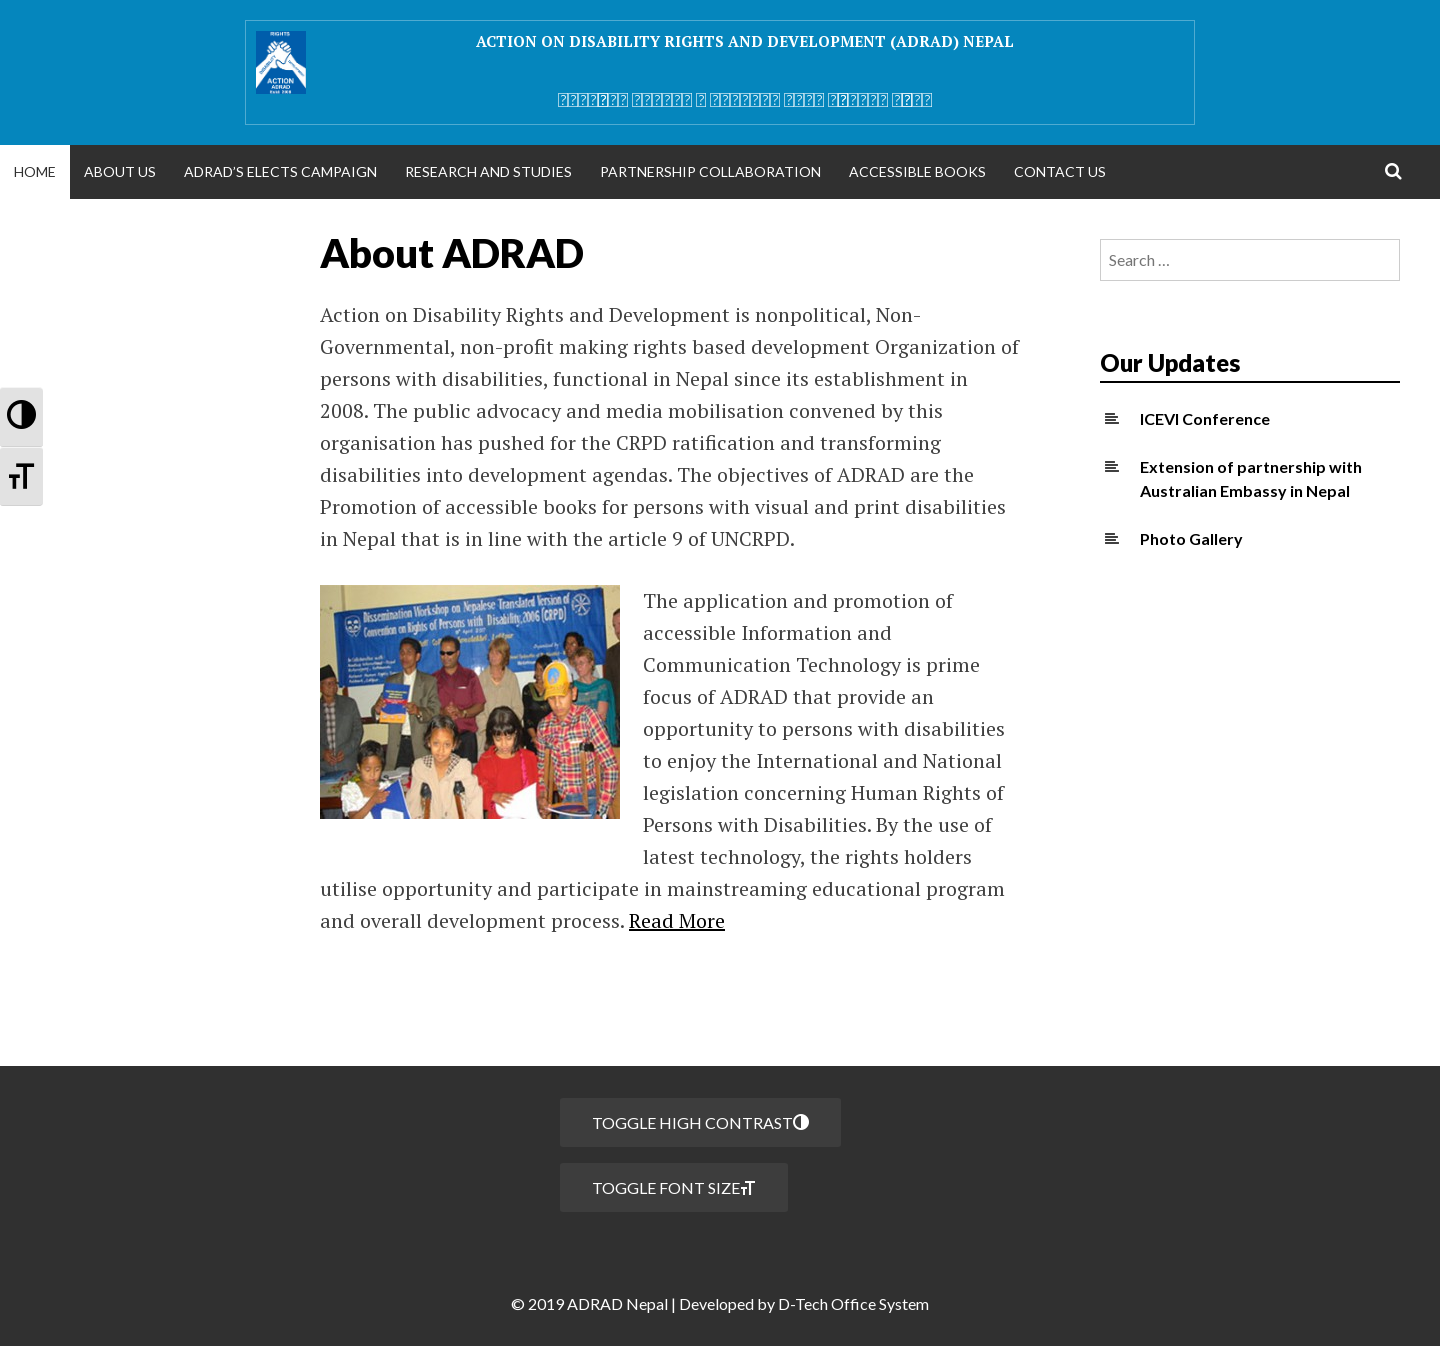 RIGHTS
ACTION
ADRAD
ACTION ON DISABILITY RIGHTS AND DEVELOPMENT (ADRAD) NEPAL
HOME
ABOUT US
ADRAD’S ELECTS CAMPAIGN
RESEARCH AND STUDIES
PARTNERSHIP COLLABORATION
ACCESSIBLE BOOKS
CONTACT US
About ADRAD
Action on Disability Rights and Development is nonpolitical, Non-
Governmental, non-profit making rights based development Organization of
persons with disabilities, functional in Nepal since its establishment in
2008. The public advocacy and media mobilisation convened by this
organisation has pushed for the CRPD ratification and transforming
disabilities into development agendas. The objectives of ADRAD are the
Promotion of accessible books for persons with visual and print disabilities
in Nepal that is in line with the article 9 of UNCRPD.
Dissemination Workshop on Nepalese Translated Version of
Convention on Rights of Persons with Disability, 2006 (CRPD)
The application and promotion of
accessible Information and
Communication Technology is prime
focus of ADRAD that provide an
opportunity to persons with disabilities
to enjoy the International and National
legislation concerning Human Rights of
Persons with Disabilities. By the use of
latest technology, the rights holders
utilise opportunity and participate in mainstreaming educational program
and overall development process. Read More
Search …
Our Updates
ICEVI Conference
Extension of partnership with
Australian Embassy in Nepal
Photo Gallery
TOGGLE HIGH CONTRAST
TOGGLE FONT SIZE
© 2019 ADRAD Nepal | Developed by D-Tech Office System